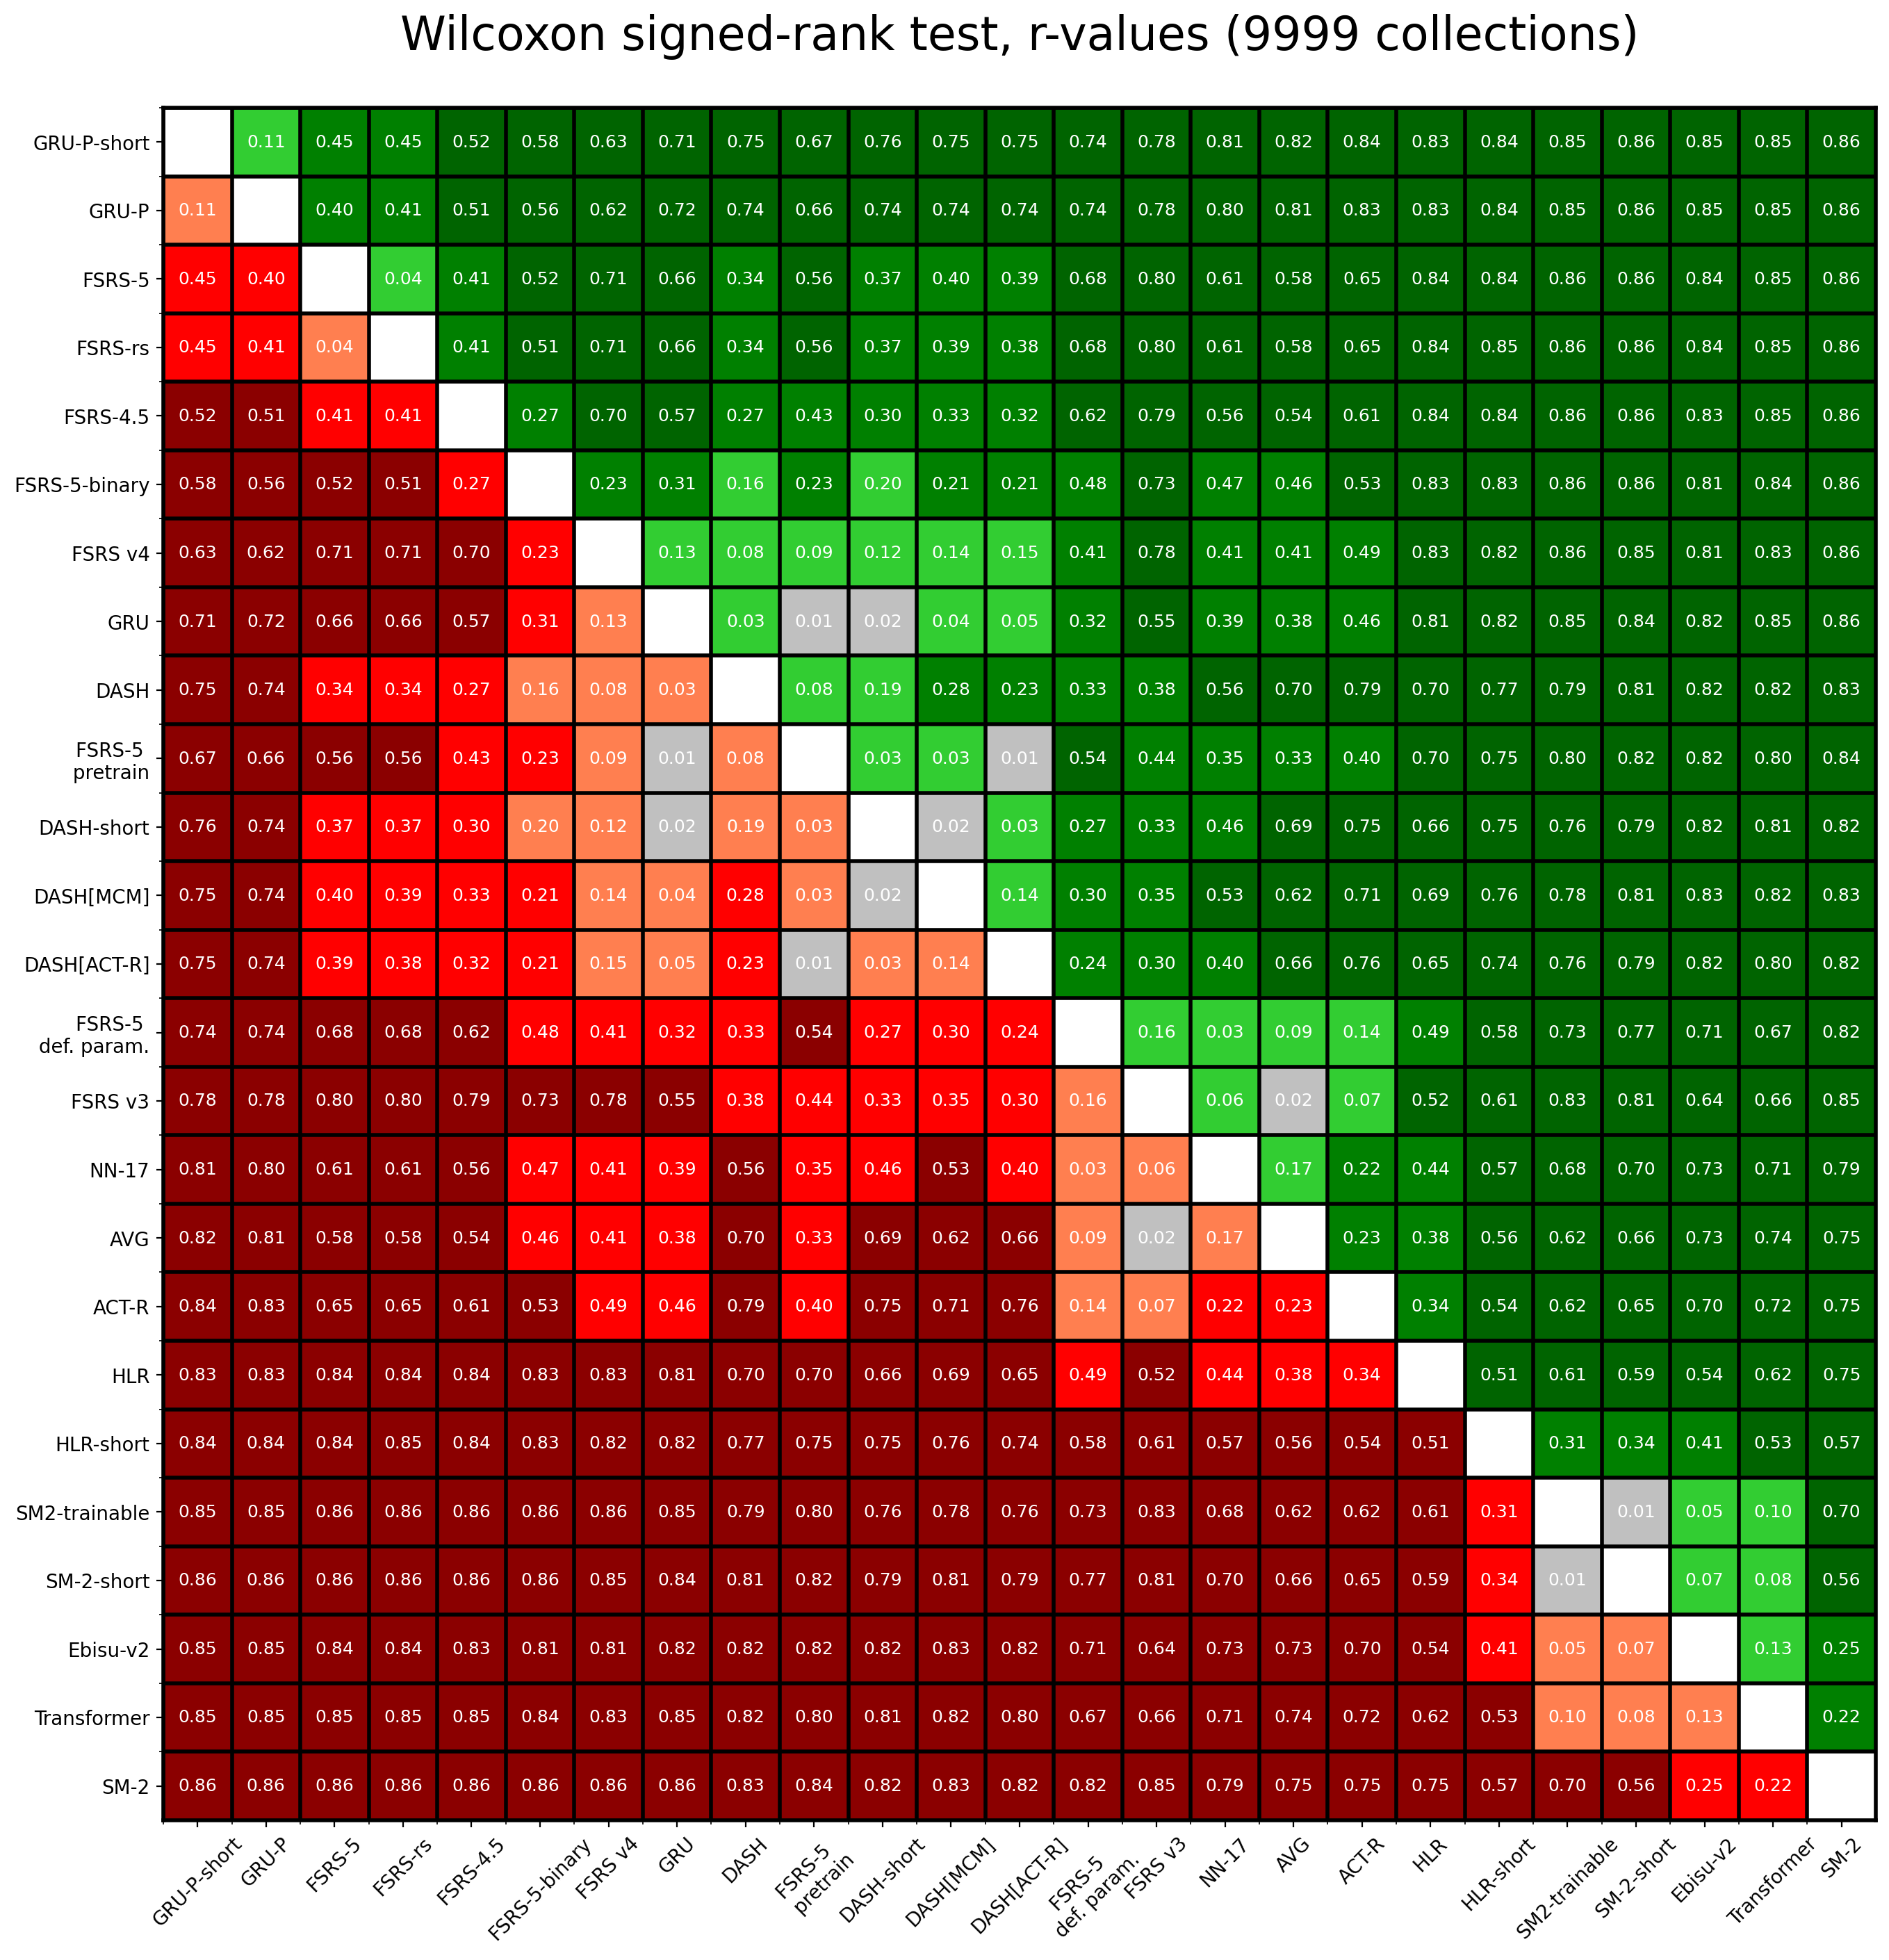 Wilcoxon signed-rank test, r-values (9999 collections)
GRU-P-short 0.11 0.45 0.45 0.52 0.58 0.63 0.71 0.75 0.67 0.76 0.75 0.75 0.74 0.78 0.81 0.82 0.84 0.83 0.84 0.85 0.86 0.85 0.85 0.86
GRU-P 0.11 0.40 0.41 0.51 0.56 0.62 0.72 0.74 0.66 0.74 0.74 0.74 0.74 0.78 0.80 0.81 0.83 0.83 0.84 0.85 0.86 0.85 0.85 0.86
FSRS-5 0.45 0.40 0.04 0.41 0.52 0.71 0.66 0.34 0.56 0.37 0.40 0.39 0.68 0.80 0.61 0.58 0.65 0.84 0.84 0.86 0.86 0.84 0.85 0.86
FSRS-rs 0.45 0.41 0.04 0.41 0.51 0.71 0.66 0.34 0.56 0.37 0.39 0.38 0.68 0.80 0.61 0.58 0.65 0.84 0.85 0.86 0.86 0.84 0.85 0.86
FSRS-4.5 0.52 0.51 0.41 0.41 0.27 0.70 0.57 0.27 0.43 0.30 0.33 0.32 0.62 0.79 0.56 0.54 0.61 0.84 0.84 0.86 0.86 0.83 0.85 0.86
FSRS-5-binary 0.58 0.56 0.52 0.51 0.27 0.23 0.31 0.16 0.23 0.20 0.21 0.21 0.48 0.73 0.47 0.46 0.53 0.83 0.83 0.86 0.86 0.81 0.84 0.86
FSRS v4 0.63 0.62 0.71 0.71 0.70 0.23 0.13 0.08 0.09 0.12 0.14 0.15 0.41 0.78 0.41 0.41 0.49 0.83 0.82 0.86 0.85 0.81 0.83 0.86
GRU 0.71 0.72 0.66 0.66 0.57 0.31 0.13 0.03 0.01 0.02 0.04 0.05 0.32 0.55 0.39 0.38 0.46 0.81 0.82 0.85 0.84 0.82 0.85 0.86
DASH 0.75 0.74 0.34 0.34 0.27 0.16 0.08 0.03 0.08 0.19 0.28 0.23 0.33 0.38 0.56 0.70 0.79 0.70 0.77 0.79 0.81 0.82 0.82 0.83
FSRS-5
pretrain 0.67 0.66 0.56 0.56 0.43 0.23 0.09 0.01 0.08 0.03 0.03 0.01 0.54 0.44 0.35 0.33 0.40 0.70 0.75 0.80 0.82 0.82 0.80 0.84
DASH-short 0.76 0.74 0.37 0.37 0.30 0.20 0.12 0.02 0.19 0.03 0.02 0.03 0.27 0.33 0.46 0.69 0.75 0.66 0.75 0.76 0.79 0.82 0.81 0.82
DASH[MCM] 0.75 0.74 0.40 0.39 0.33 0.21 0.14 0.04 0.28 0.03 0.02 0.14 0.30 0.35 0.53 0.62 0.71 0.69 0.76 0.78 0.81 0.83 0.82 0.83
DASH[ACT-R] 0.75 0.74 0.39 0.38 0.32 0.21 0.15 0.05 0.23 0.01 0.03 0.14 0.24 0.30 0.40 0.66 0.76 0.65 0.74 0.76 0.79 0.82 0.80 0.82
FSRS-5
def. param. 0.74 0.74 0.68 0.68 0.62 0.48 0.41 0.32 0.33 0.54 0.27 0.30 0.24 0.16 0.03 0.09 0.14 0.49 0.58 0.73 0.77 0.71 0.67 0.82
FSRS v3 0.78 0.78 0.80 0.80 0.79 0.73 0.78 0.55 0.38 0.44 0.33 0.35 0.30 0.16 0.06 0.02 0.07 0.52 0.61 0.83 0.81 0.64 0.66 0.85
NN-17 0.81 0.80 0.61 0.61 0.56 0.47 0.41 0.39 0.56 0.35 0.46 0.53 0.40 0.03 0.06 0.17 0.22 0.44 0.57 0.68 0.70 0.73 0.71 0.79
AVG 0.82 0.81 0.58 0.58 0.54 0.46 0.41 0.38 0.70 0.33 0.69 0.62 0.66 0.09 0.02 0.17 0.23 0.38 0.56 0.62 0.66 0.73 0.74 0.75
ACT-R 0.84 0.83 0.65 0.65 0.61 0.53 0.49 0.46 0.79 0.40 0.75 0.71 0.76 0.14 0.07 0.22 0.23 0.34 0.54 0.62 0.65 0.70 0.72 0.75
HLR 0.83 0.83 0.84 0.84 0.84 0.83 0.83 0.81 0.70 0.70 0.66 0.69 0.65 0.49 0.52 0.44 0.38 0.34 0.51 0.61 0.59 0.54 0.62 0.75
HLR-short 0.84 0.84 0.84 0.85 0.84 0.83 0.82 0.82 0.77 0.75 0.75 0.76 0.74 0.58 0.61 0.57 0.56 0.54 0.51 0.31 0.34 0.41 0.53 0.57
SM2-trainable 0.85 0.85 0.86 0.86 0.86 0.86 0.86 0.85 0.79 0.80 0.76 0.78 0.76 0.73 0.83 0.68 0.62 0.62 0.61 0.31 0.01 0.05 0.10 0.70
SM-2-short 0.86 0.86 0.86 0.86 0.86 0.86 0.85 0.84 0.81 0.82 0.79 0.81 0.79 0.77 0.81 0.70 0.66 0.65 0.59 0.34 0.01 0.07 0.08 0.56
Ebisu-v2 0.85 0.85 0.84 0.84 0.83 0.81 0.81 0.82 0.82 0.82 0.82 0.83 0.82 0.71 0.64 0.73 0.73 0.70 0.54 0.41 0.05 0.07 0.13 0.25
Transformer 0.85 0.85 0.85 0.85 0.85 0.84 0.83 0.85 0.82 0.80 0.81 0.82 0.80 0.67 0.66 0.71 0.74 0.72 0.62 0.53 0.10 0.08 0.13 0.22
SM-2 0.86 0.86 0.86 0.86 0.86 0.86 0.86 0.86 0.83 0.84 0.82 0.83 0.82 0.82 0.85 0.79 0.75 0.75 0.75 0.57 0.70 0.56 0.25 0.22
GRU-P-short
GRU-P
FSRS-5
FSRS-rs
FSRS-4.5
FSRS-5-binary
FSRS v4
GRU
DASH
FSRS-5
pretrain
DASH-short
DASH[MCM]
DASH[ACT-R]
FSRS-5
def. param.
FSRS v3
NN-17
AVG
ACT-R
HLR
HLR-short
SM2-trainable
SM-2-short
Ebisu-v2
Transformer
SM-2